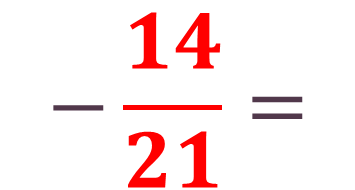 14
− — =
21